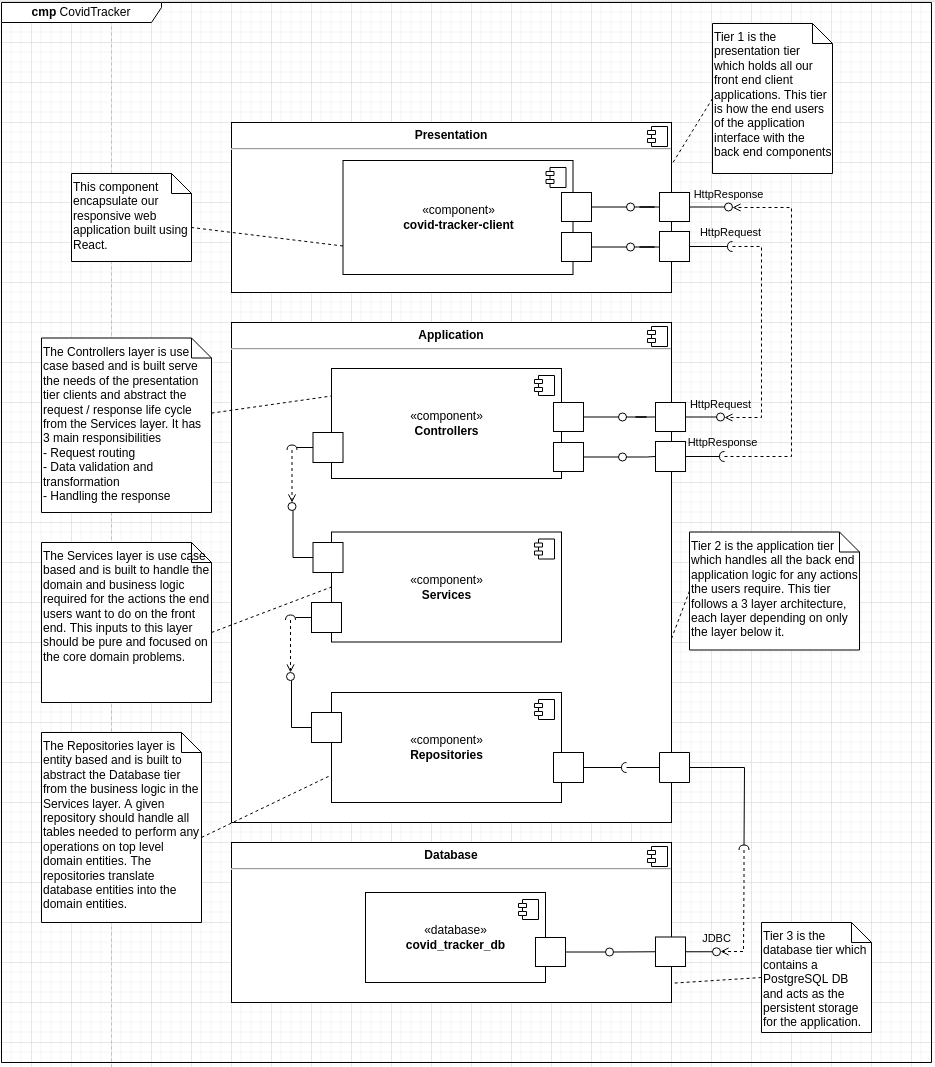 cmp CovidTracker
Tier 1 is the
presentation tier
which holds all our
front end client
applications. This tier
is how the end users
of the application
interface with the
back end components
Presentation
This component
encapsulate our
responsive web
application built using
React.
«component»
covid-tracker-client
HttpResponse
HttpRequest
Application
The Controllers layer is use
case based and is built serve
the needs of the presentation
tier clients and abstract the
request / response life cycle
from the Services layer. It has
3 main responsibilities
- Request routing
- Data validation and
transformation
- Handling the response
«component»
Controllers
HttpRequest
HttpResponse
The Services layer is use case
based and is built to handle the
domain and business logic
required for the actions the end
users want to do on the front
end. This inputs to this layer
should be pure and focused on
the core domain problems.
«component»
Services
Tier 2 is the application tier
which handles all the back end
application logic for any actions
the users require. This tier
follows a 3 layer architecture,
each layer depending on only
the layer below it.
The Repositories layer is
entity based and is built to
abstract the Database tier
from the business logic in the
Services layer. A given
repository should handle all
tables needed to perform any
operations on top level
domain entities. The
repositories translate
database entities into the
domain entities.
«component»
Repositories
Database
«database»
covid_tracker_db
JDBC
Tier 3 is the
database tier which
contains a
PostgreSQL DB
and acts as the
persistent storage
for the application.